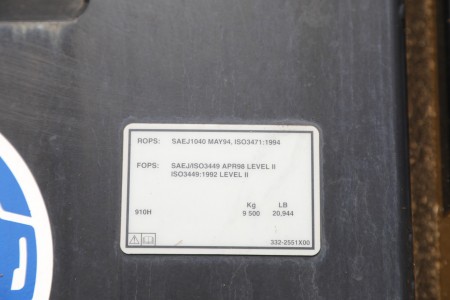 ROPS: SAEJ1040 MAY94, ISO3471:1994
FOPS: SAEJ/ISO3449 APR98 LEVEL II
ISO3449:1992 LEVEL II
Kg LB
910H 9 500 20,944
332-2551X00